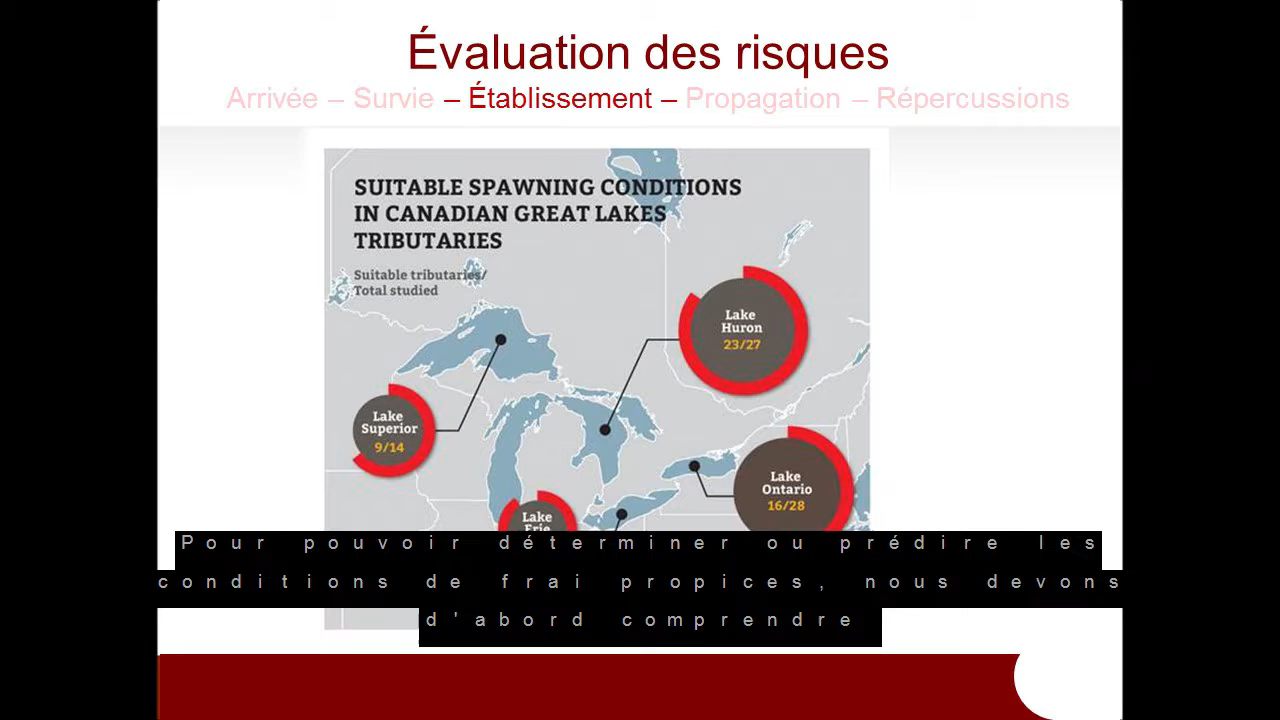 Évaluation des risques
Arrivée – Survie – Établissement – Propagation – Répercussions
SUITABLE SPAWNING CONDITIONS
IN CANADIAN GREAT LAKES
TRIBUTARIES
Suitable tributaries/
Total studied
Lake
Huron
23/27
Lake
Superior
9/14
Lake
Ontario
16/28
Lake
Erie
Pour pouvoir déterminer ou prédire les
conditions de frai propices, nous devons
d'abord comprendre